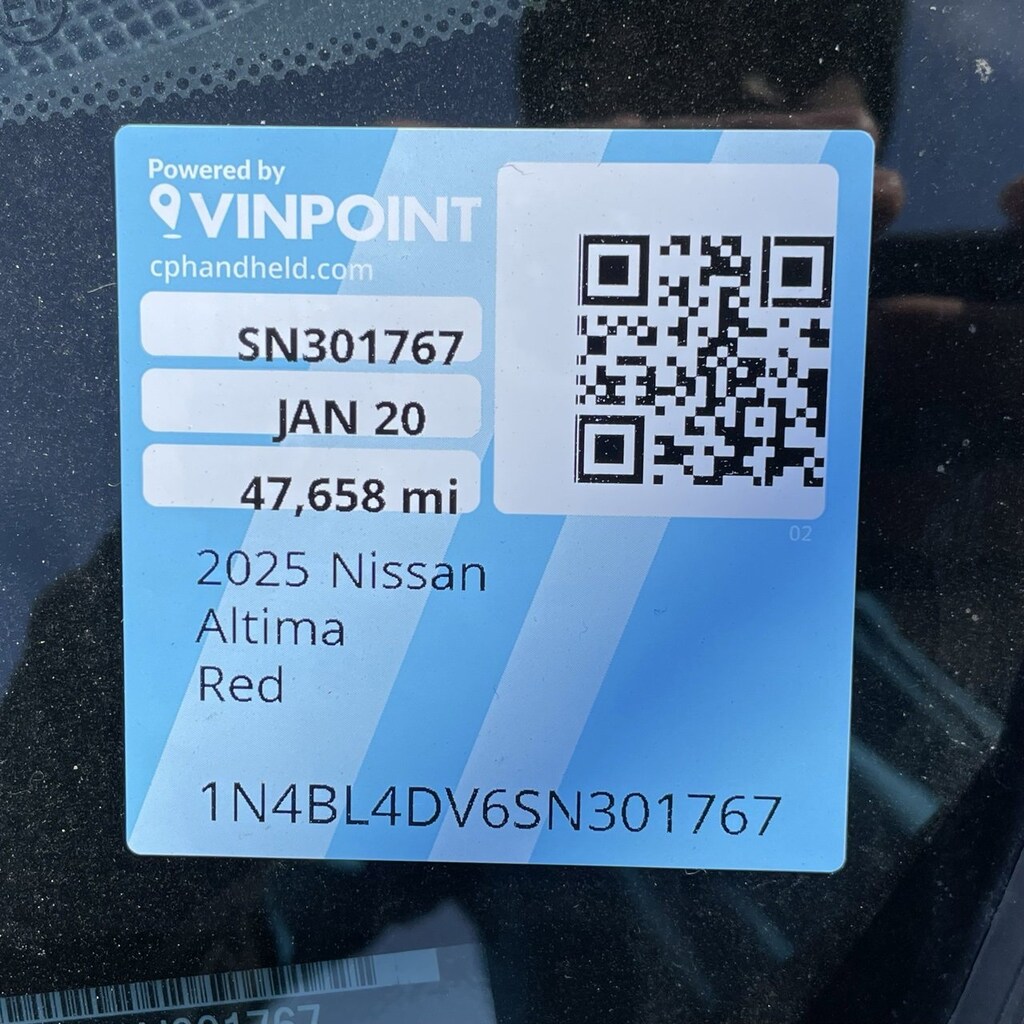 Powered by
VINPOINT
cphandheld.com
SN301767
JAN 20
47,658 mi
02
2025 Nissan
Altima
Red
1N4BL4DV6SN301767